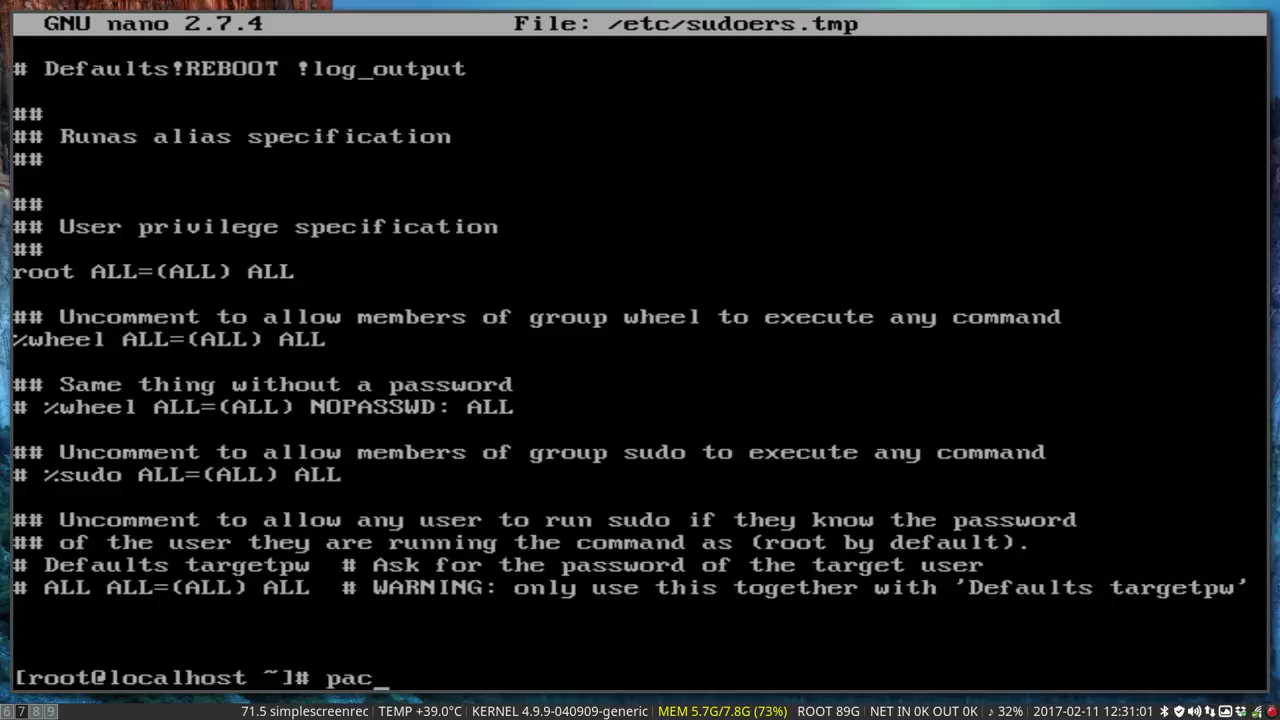 GNU nano 2.7.4 File: /etc/sudoers.tmp
# Defaults!REBOOT !log_output
##
## Runas alias specification
##
##
## User privilege specification
##
root ALL=(ALL) ALL
## Uncomment to allow members of group wheel to execute any command
%wheel ALL=(ALL) ALL
## Same thing without a password
# %wheel ALL=(ALL) NOPASSWD: ALL
## Uncomment to allow members of group sudo to execute any command
# %sudo ALL=(ALL) ALL
## Uncomment to allow any user to run sudo if they know the password
## of the user they are running the command as (root by default).
# Defaults targetpw # Ask for the password of the target user
# ALL ALL=(ALL) ALL # WARNING: only use this together with 'Defaults targetpw'
[root@localhost ~]# pac_
6 7 8 9 71.5 simplescreenrec | TEMP +39.0°C | KERNEL 4.9.9-040909-generic | MEM 5.7G/7.8G (73%) | ROOT 89G | NET IN 0K OUT 0K | ♪ 32% | 2017-02-11 12:31:01